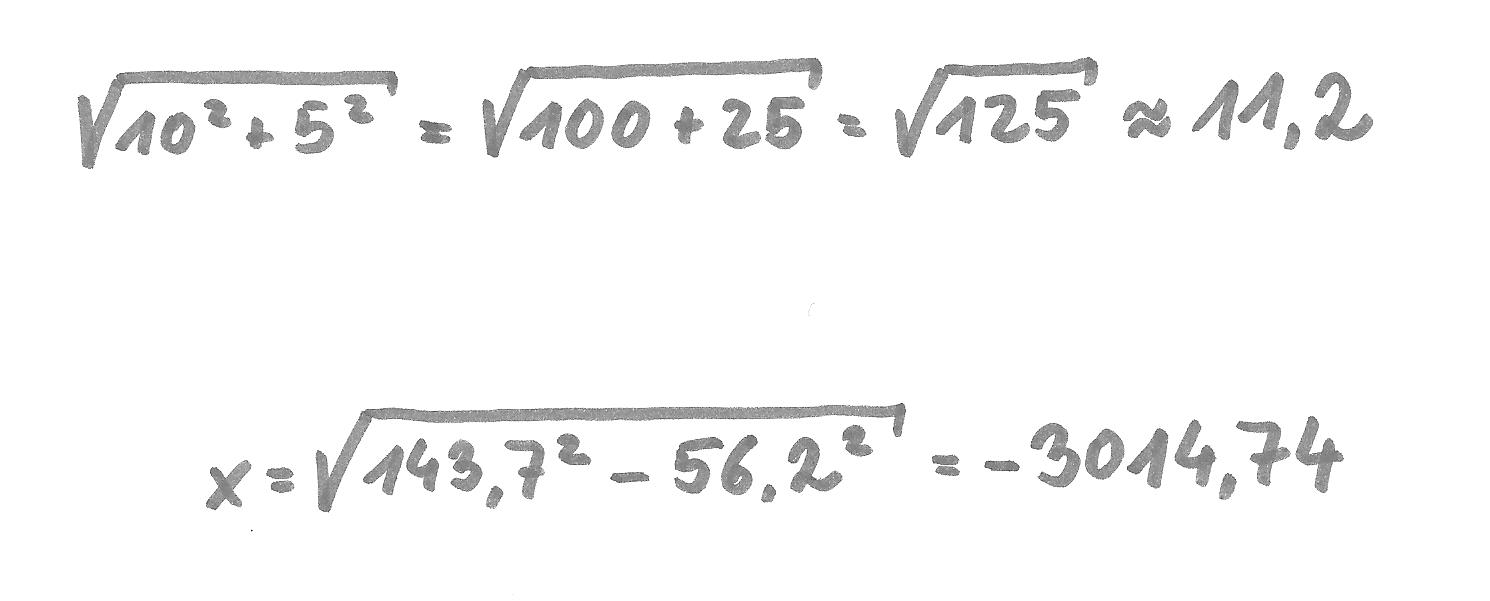 √(10² + 5²) = √(100 + 25) = √125 ≈ 11,2
x = √(143,7² - 56,2²) = -3014,74